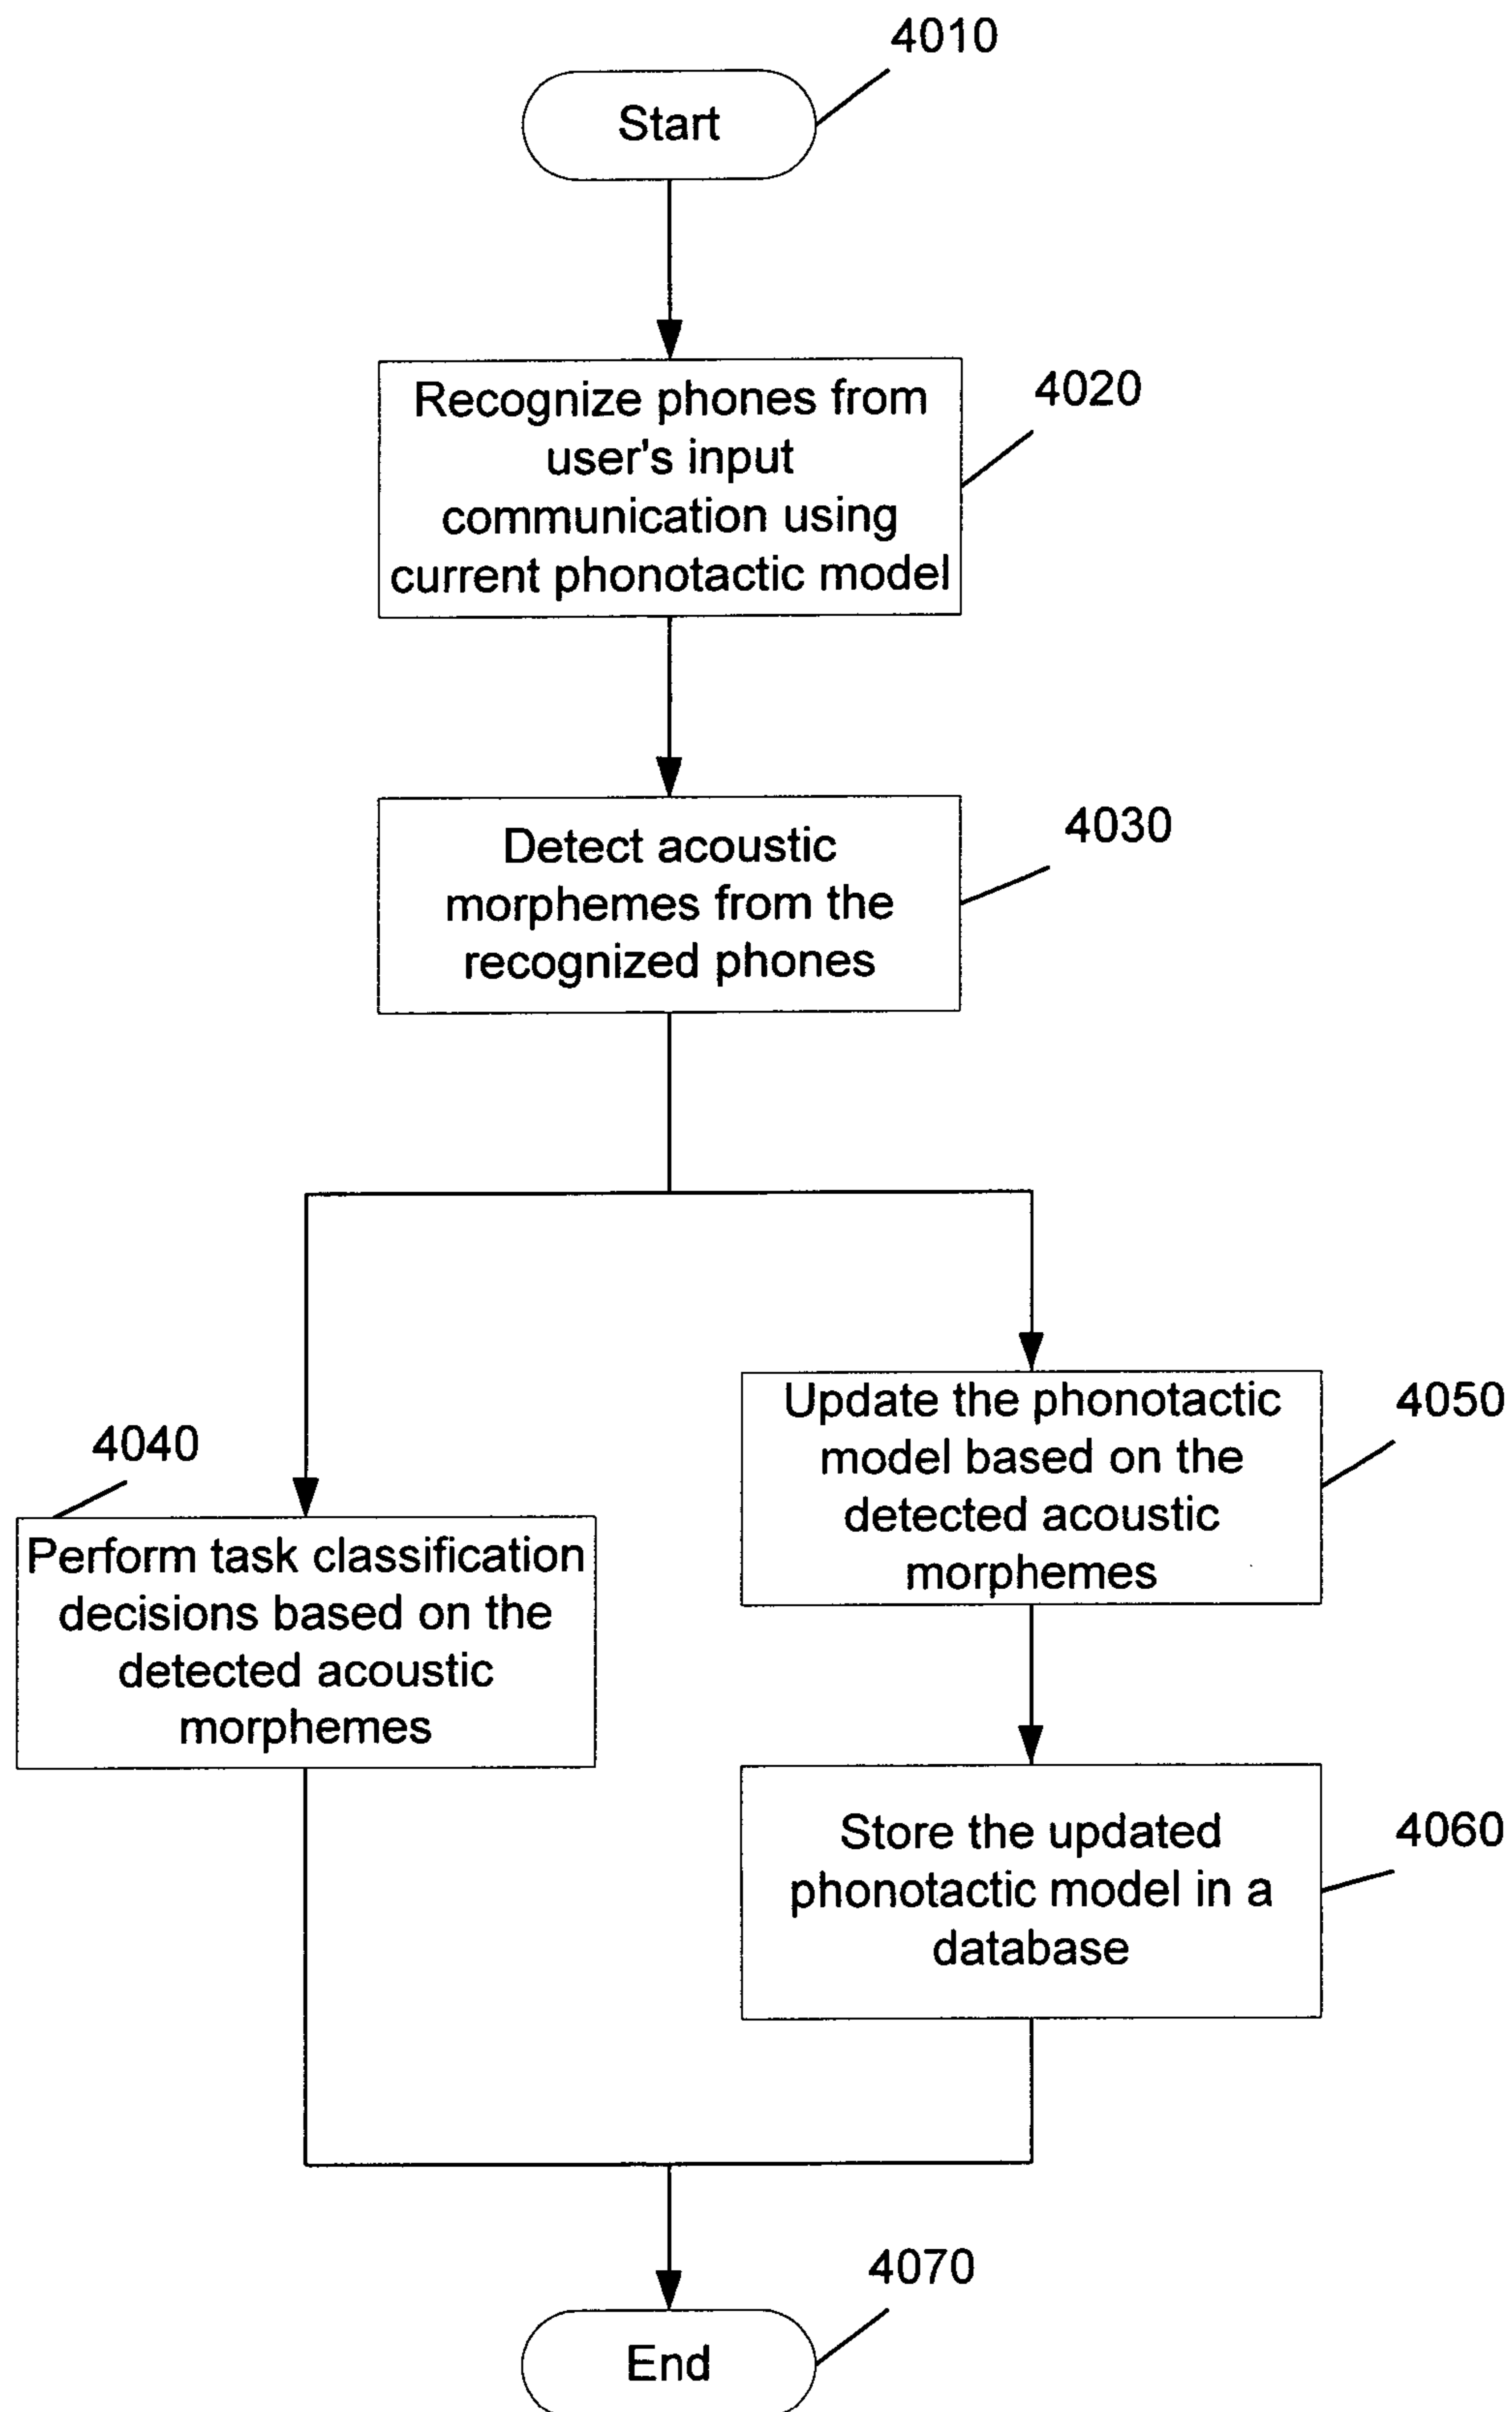 4010
Start
4020
Recognize phones from
user's input
communication using
current phonotactic model
4030
Detect acoustic
morphemes from the
recognized phones
4040
Perform task classification
decisions based on the
detected acoustic
morphemes
4050
Update the phonotactic
model based on the
detected acoustic
morphemes
4060
Store the updated
phonotactic model in a
database
4070
End